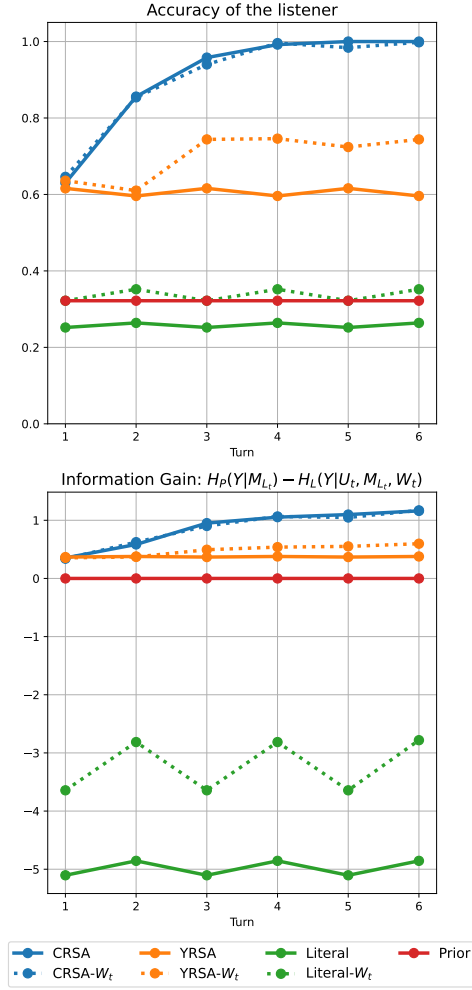 Accuracy of the listener
1.0
0.8
0.6
0.4
0.2
0.0
1 2 3 4 5 6
Turn
Information Gain: $H_P(Y|M_{L_t}) - H_L(Y|U_t, M_{L_t}, W_t)$
1
0
−1
−2
−3
−4
−5
1 2 3 4 5 6
Turn
CRSA YRSA Literal Prior
CRSA-$W_t$ YRSA-$W_t$ Literal-$W_t$